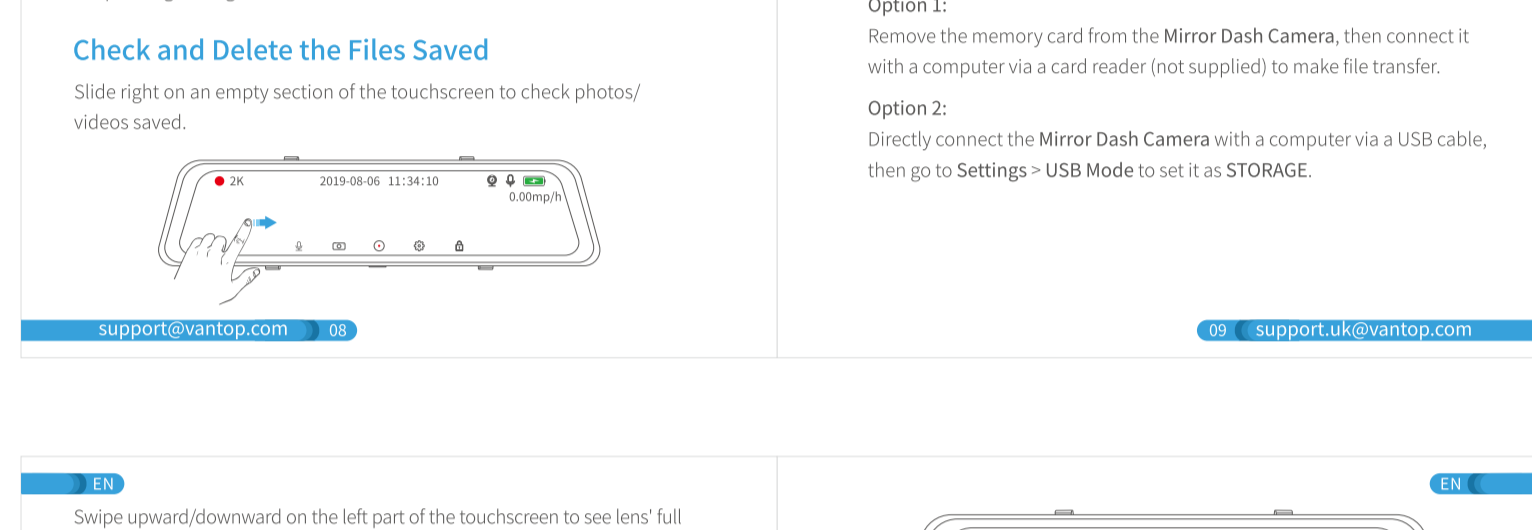 Check and Delete the Files Saved
Slide right on an empty section of the touchscreen to check photos/
videos saved.
2K
2019-08-06 11:34:10
0.00mp/h
support@vantop.com
08
Option 1:
Remove the memory card from the Mirror Dash Camera, then connect it
with a computer via a card reader (not supplied) to make file transfer.
Option 2:
Directly connect the Mirror Dash Camera with a computer via a USB cable,
then go to Settings > USB Mode to set it as STORAGE.
09
support.uk@vantop.com
EN
Swipe upward/downward on the left part of the touchscreen to see lens' full
EN